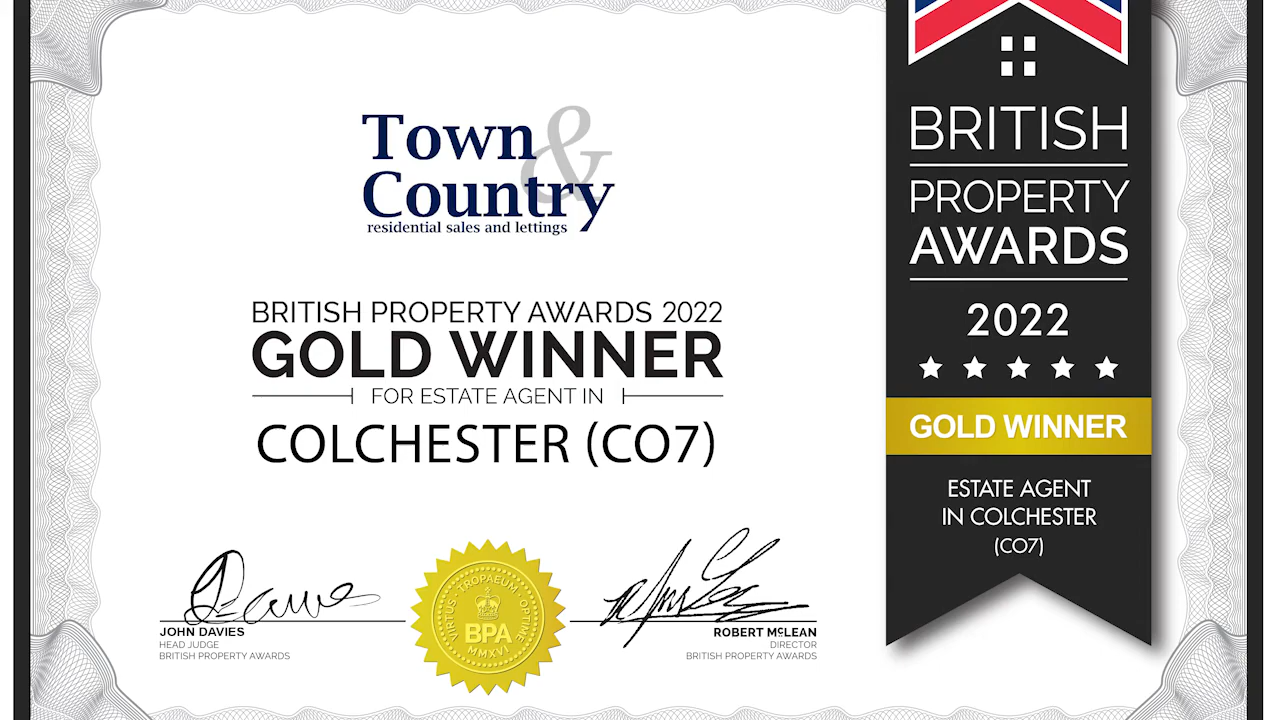 Town &
Country
residential sales and lettings
BRITISH PROPERTY AWARDS 2022
GOLD WINNER
FOR ESTATE AGENT IN
COLCHESTER (CO7)
JOHN DAVIES
HEAD JUDGE
BRITISH PROPERTY AWARDS
VIRTUS · TROPAEUM · OPTIME
BPA
MMXVI
ROBERT McLEAN
DIRECTOR
BRITISH PROPERTY AWARDS
BRITISH
PROPERTY
AWARDS
2022
GOLD WINNER
ESTATE AGENT
IN COLCHESTER
(CO7)